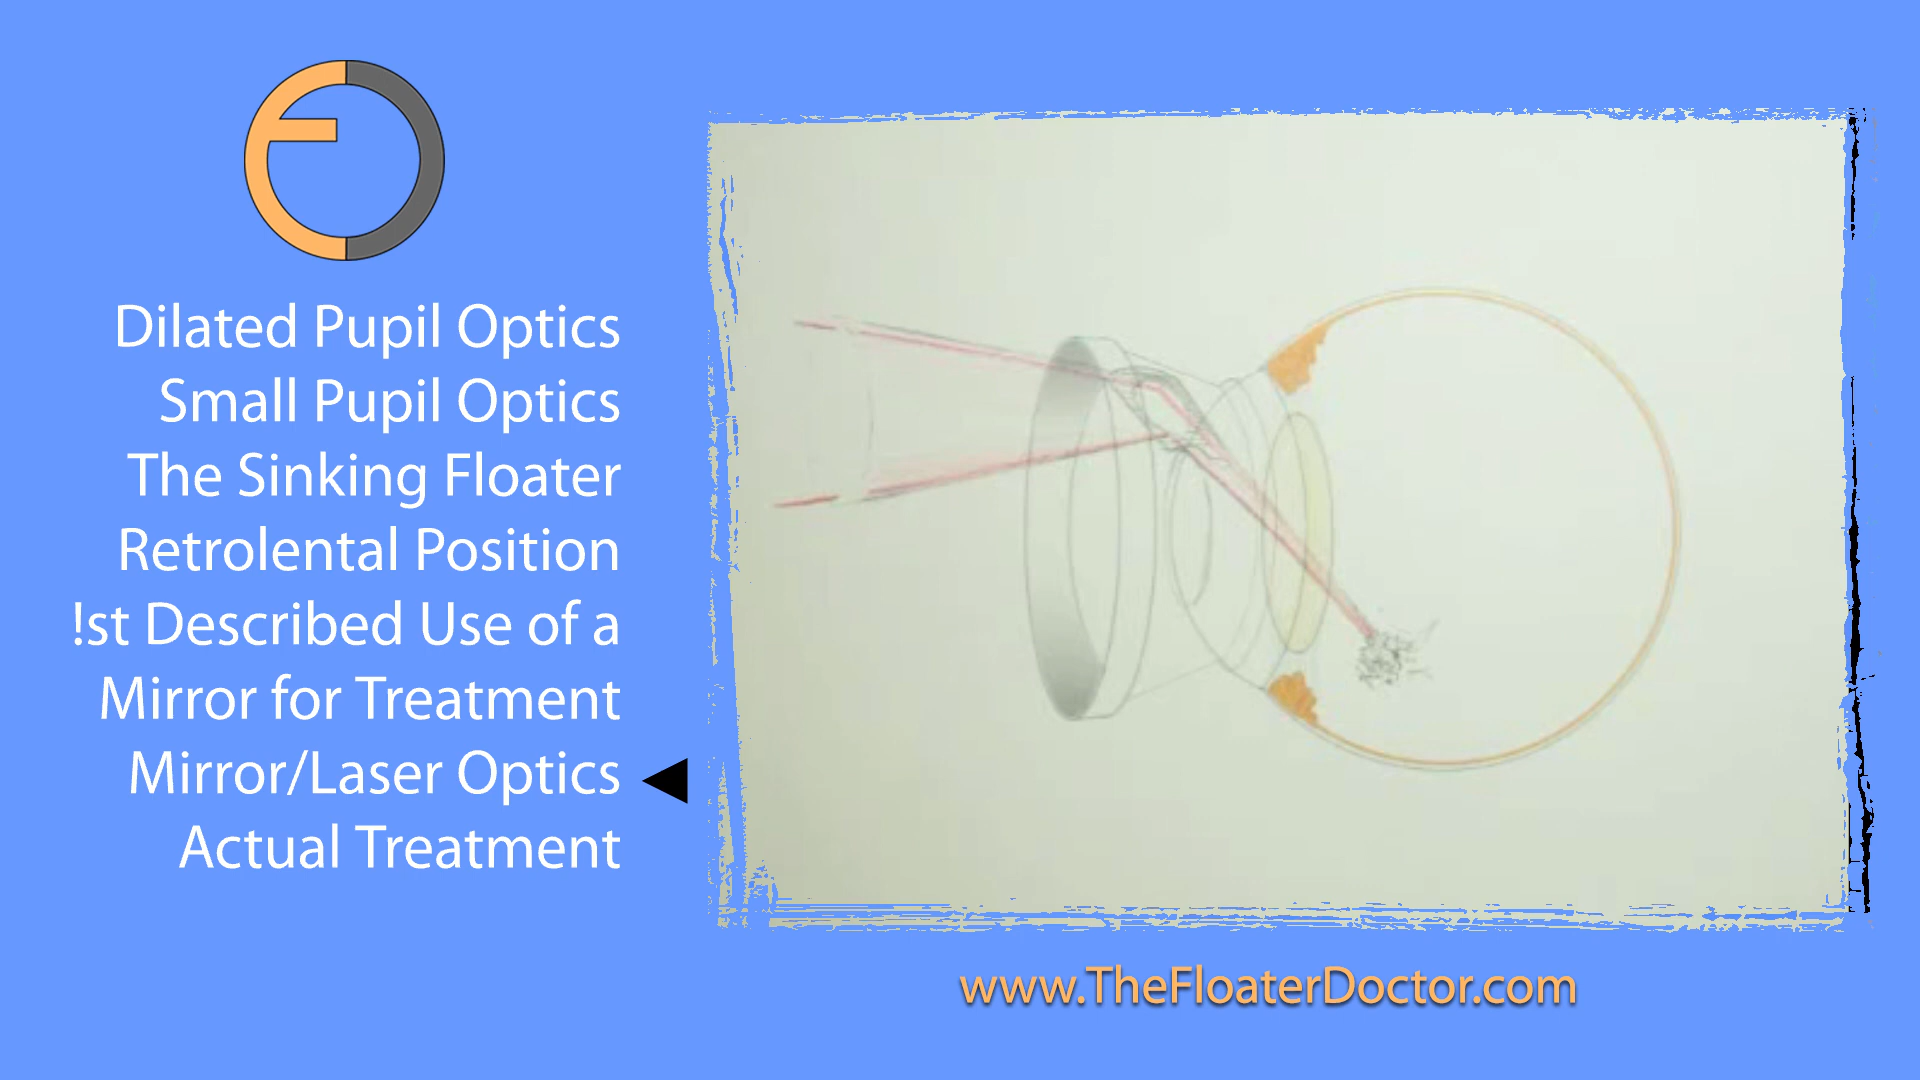 Dilated Pupil Optics
Small Pupil Optics
The Sinking Floater
Retrolental Position
!st Described Use of a
Mirror for Treatment
Mirror/Laser Optics
Actual Treatment
www.TheFloaterDoctor.com